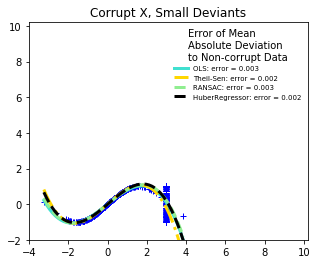 Corrupt X, Small Deviants
10
8
6
4
2
0
−2
−4
−2
0
2
4
6
8
10
Error of Mean
Absolute Deviation
to Non-corrupt Data
OLS: error = 0.003
Theil-Sen: error = 0.002
RANSAC: error = 0.003
HuberRegressor: error = 0.002